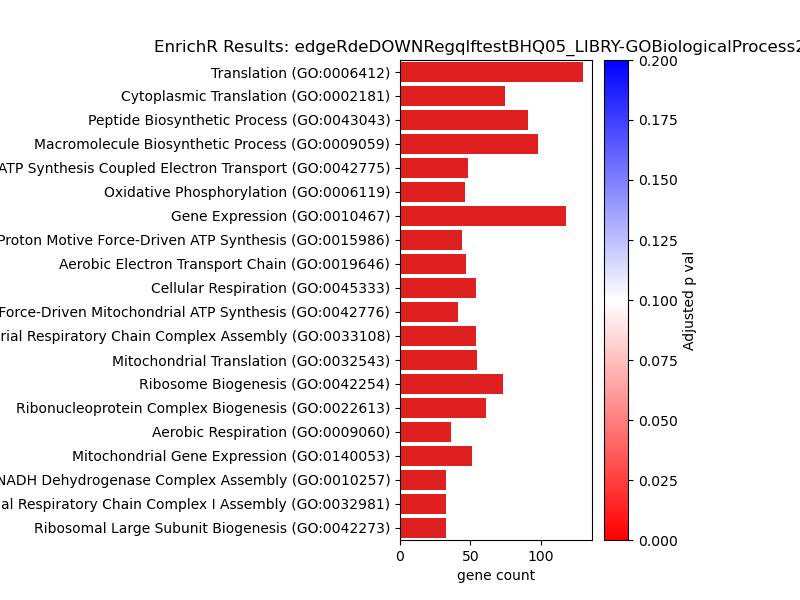 EnrichR Results: edgeRdeDOWNRegqlftestBHQ05_LIBRY-GOBiologicalProcess2
Translation (GO:0006412)
Cytoplasmic Translation (GO:0002181)
Peptide Biosynthetic Process (GO:0043043)
Macromolecule Biosynthetic Process (GO:0009059)
ATP Synthesis Coupled Electron Transport (GO:0042775)
Oxidative Phosphorylation (GO:0006119)
Gene Expression (GO:0010467)
Proton Motive Force-Driven ATP Synthesis (GO:0015986)
Aerobic Electron Transport Chain (GO:0019646)
Cellular Respiration (GO:0045333)
Force-Driven Mitochondrial ATP Synthesis (GO:0042776)
rial Respiratory Chain Complex Assembly (GO:0033108)
Mitochondrial Translation (GO:0032543)
Ribosome Biogenesis (GO:0042254)
Ribonucleoprotein Complex Biogenesis (GO:0022613)
Aerobic Respiration (GO:0009060)
Mitochondrial Gene Expression (GO:0140053)
NADH Dehydrogenase Complex Assembly (GO:0010257)
al Respiratory Chain Complex I Assembly (GO:0032981)
Ribosomal Large Subunit Biogenesis (GO:0042273)
0 50 100
gene count
0.200
0.175
0.150
0.125
0.100
0.075
0.050
0.025
0.000
Adjusted p val